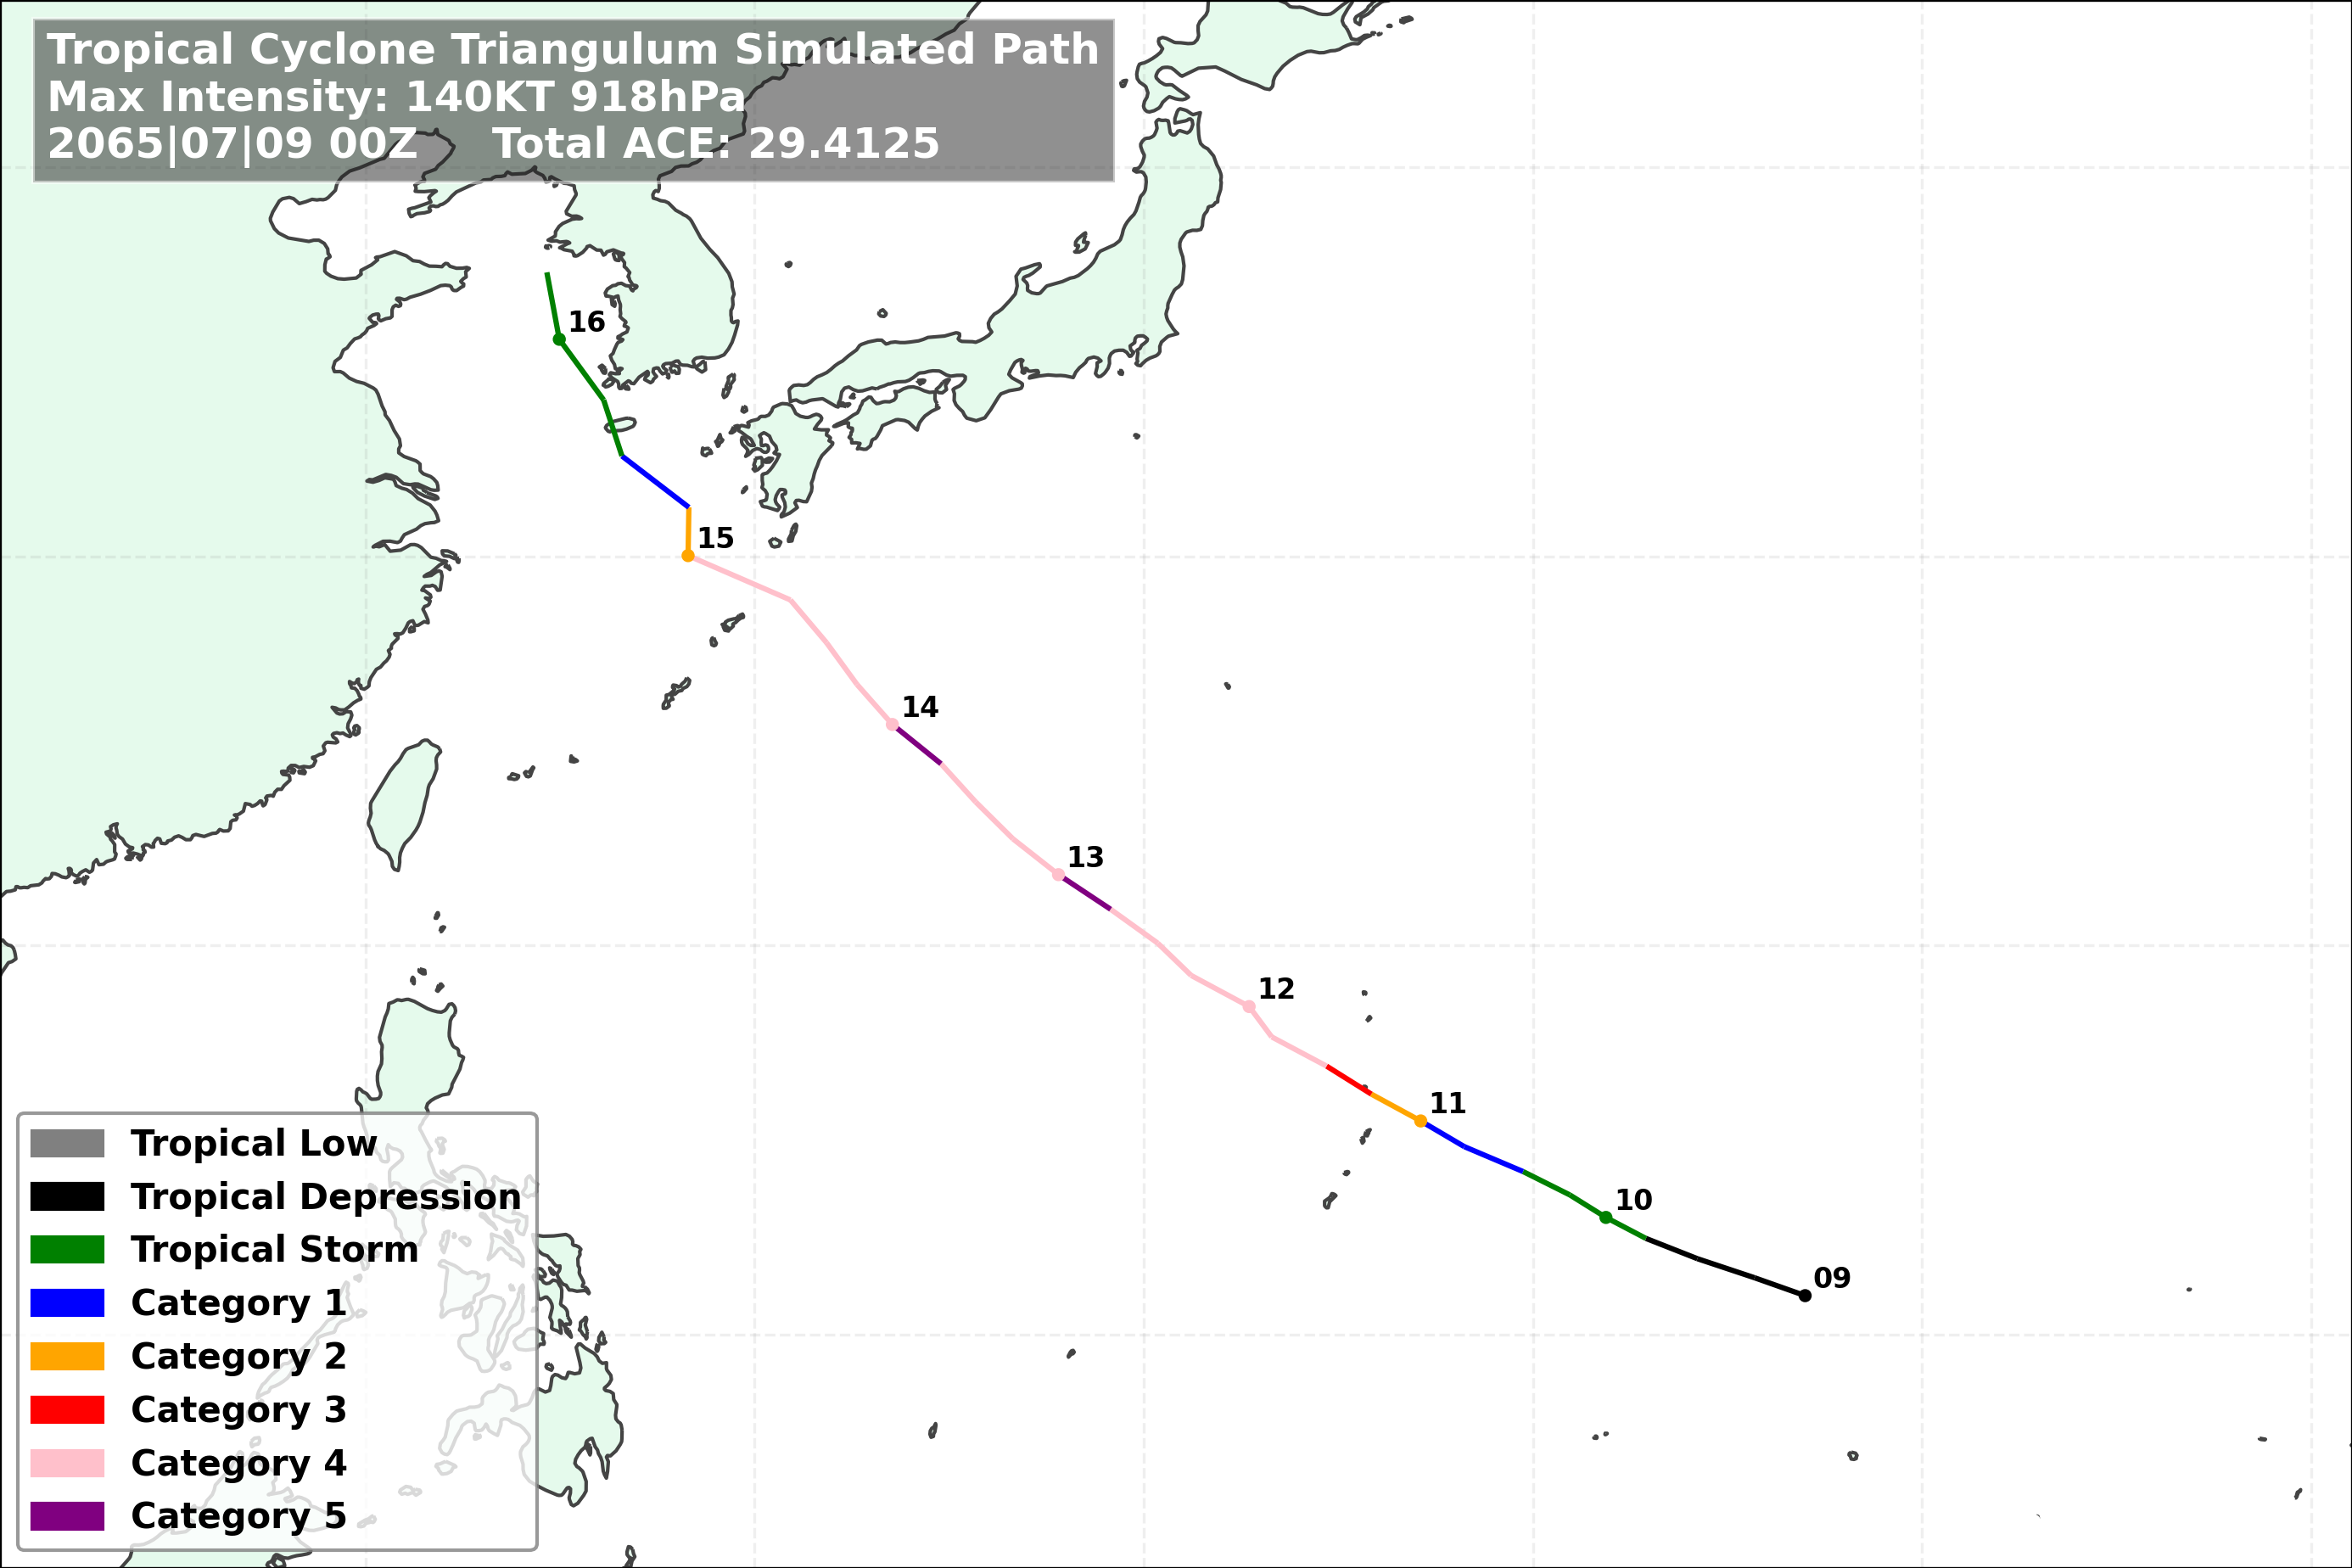 Tropical Cyclone Triangulum Simulated Path
Max Intensity: 140KT 918hPa
2065|07|09 00Z Total ACE: 29.4125
16
15
14
13
12
11
10
09
Tropical Low
Tropical Depression
Tropical Storm
Category 1
Category 2
Category 3
Category 4
Category 5